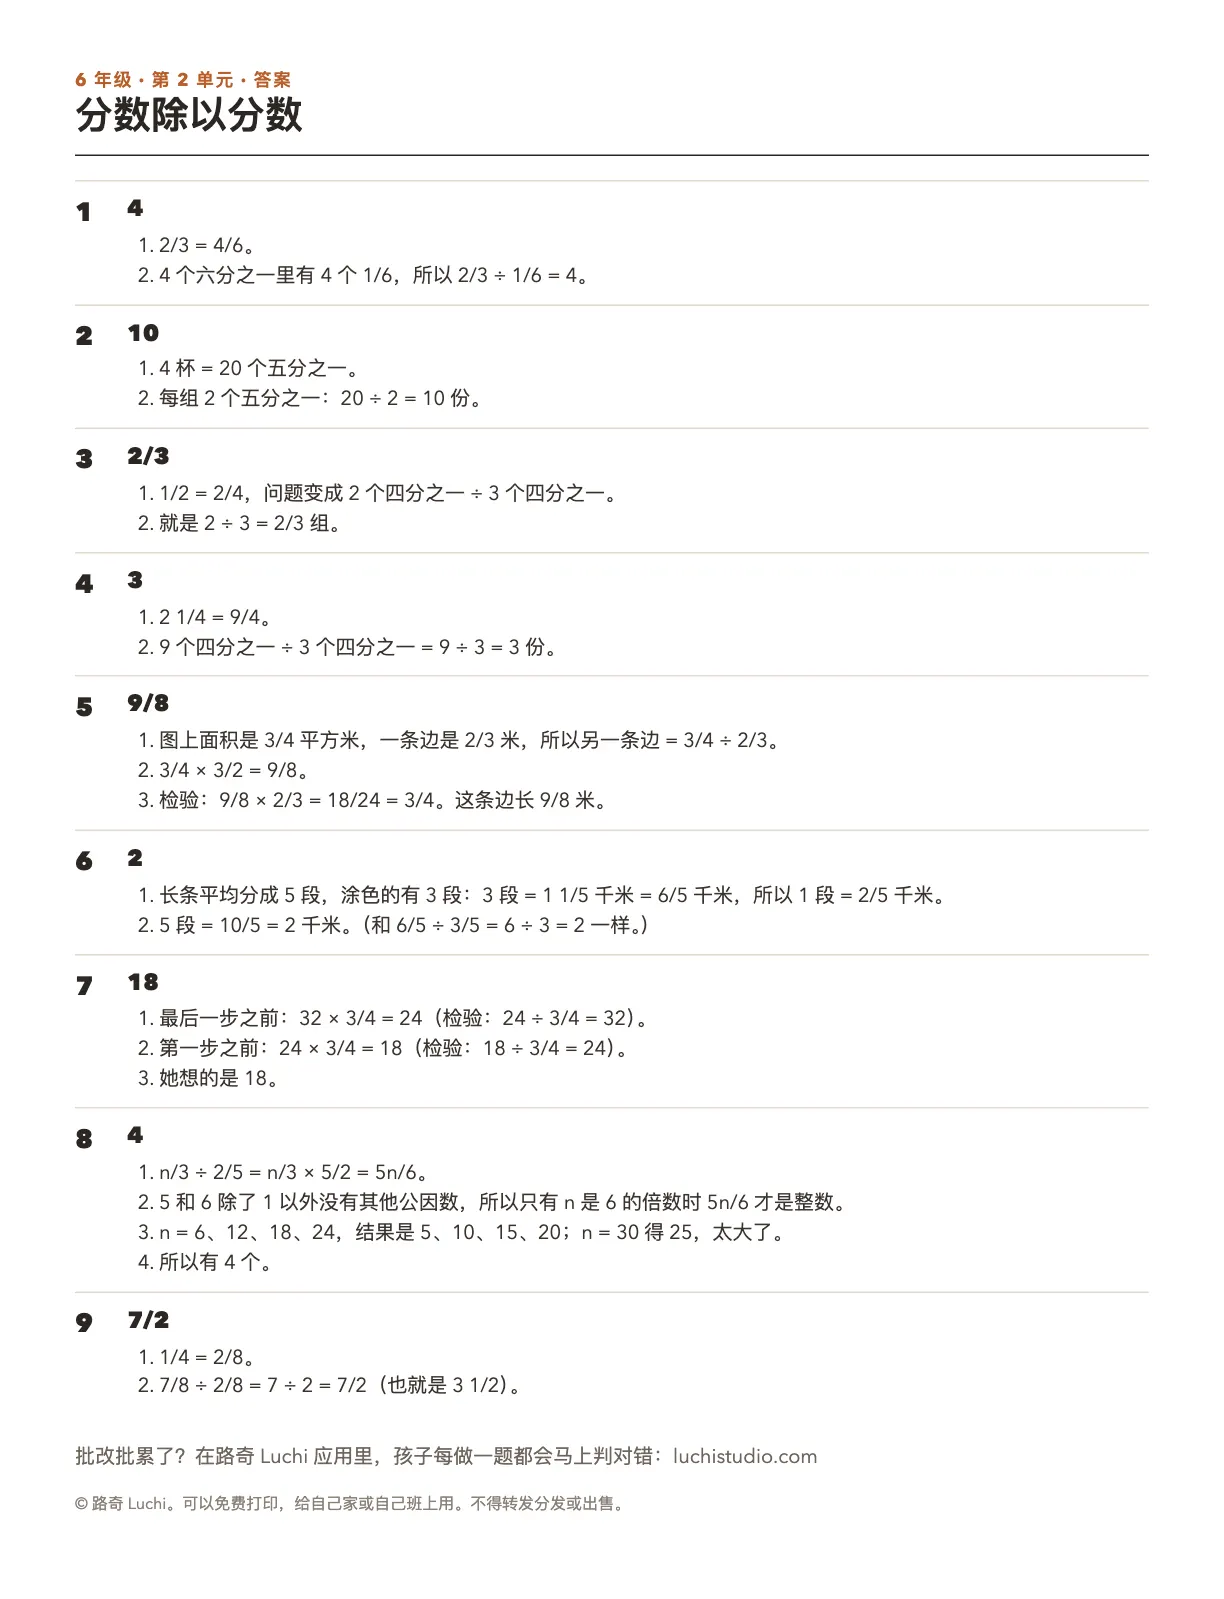 6 年级 · 第 2 单元 · 答案
分数除以分数
1 4
1. 2/3 = 4/6。
2. 4 个六分之一里有 4 个 1/6，所以 2/3 ÷ 1/6 = 4。
2 10
1. 4 杯 = 20 个五分之一。
2. 每组 2 个五分之一：20 ÷ 2 = 10 份。
3 2/3
1. 1/2 = 2/4，问题变成 2 个四分之一 ÷ 3 个四分之一。
2. 就是 2 ÷ 3 = 2/3 组。
4 3
1. 2 1/4 = 9/4。
2. 9 个四分之一 ÷ 3 个四分之一 = 9 ÷ 3 = 3 份。
5 9/8
1. 图上面积是 3/4 平方米，一条边是 2/3 米，所以另一条边 = 3/4 ÷ 2/3。
2. 3/4 × 3/2 = 9/8。
3. 检验：9/8 × 2/3 = 18/24 = 3/4。这条边长 9/8 米。
6 2
1. 长条平均分成 5 段，涂色的有 3 段：3 段 = 1 1/5 千米 = 6/5 千米，所以 1 段 = 2/5 千米。
2. 5 段 = 10/5 = 2 千米。（和 6/5 ÷ 3/5 = 6 ÷ 3 = 2 一样。）
7 18
1. 最后一步之前：32 × 3/4 = 24（检验：24 ÷ 3/4 = 32）。
2. 第一步之前：24 × 3/4 = 18（检验：18 ÷ 3/4 = 24）。
3. 她想的是 18。
8 4
1. n/3 ÷ 2/5 = n/3 × 5/2 = 5n/6。
2. 5 和 6 除了 1 以外没有其他公因数，所以只有 n 是 6 的倍数时 5n/6 才是整数。
3. n = 6、12、18、24，结果是 5、10、15、20；n = 30 得 25，太大了。
4. 所以有 4 个。
9 7/2
1. 1/4 = 2/8。
2. 7/8 ÷ 2/8 = 7 ÷ 2 = 7/2（也就是 3 1/2）。
批改批累了？在路奇 Luchi 应用里，孩子每做一题都会马上判对错：luchistudio.com
© 路奇 Luchi。可以免费打印，给自己家或自己班上用。不得转发分发或出售。